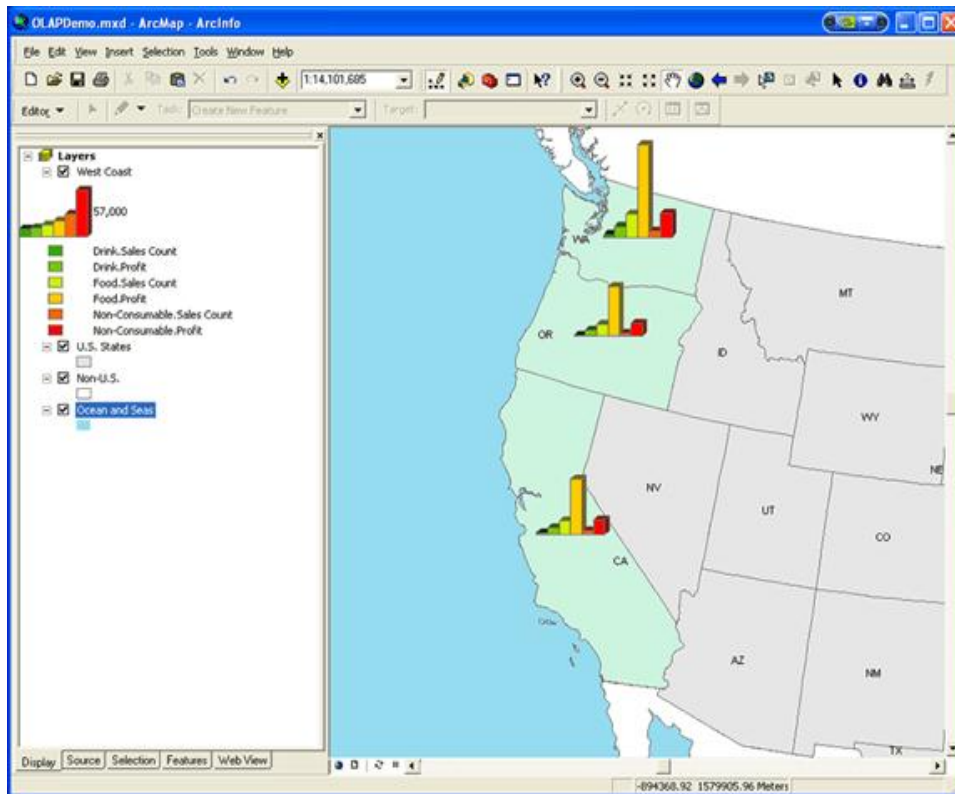 OLAPDemo.mxd - ArcMap - ArcInfo
File Edit View Insert Selection Tools Window Help
1:14,101,685
Editor Task: Create New Feature Target:
Layers
West Coast
57,000
Drink.Sales Count
Drink.Profit
Food.Sales Count
Food.Profit
Non-Consumable.Sales Count
Non-Consumable.Profit
U.S. States
Non-U.S.
Ocean and Seas
WA
MT
OR
ID
WY
NE
NV
UT
CO
CA
AZ
NM
TX
Display Source Selection Features Web View
-894368.92 1579905.96 Meters